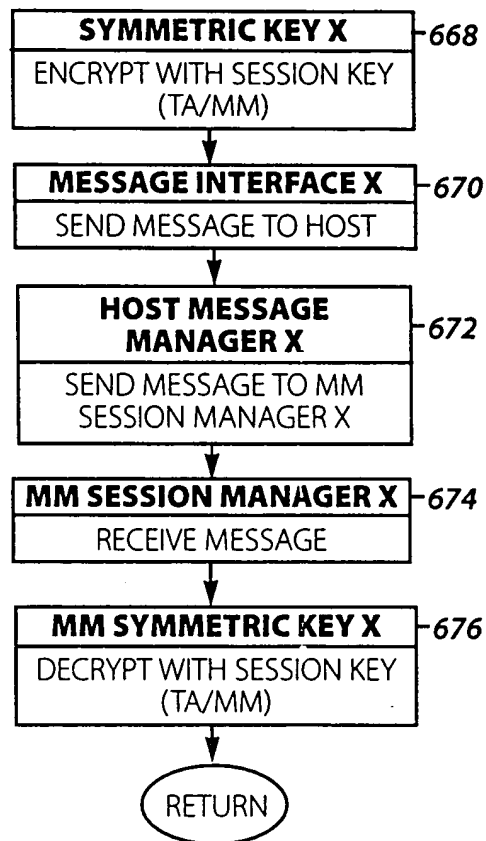 SYMMETRIC KEY X
668
ENCRYPT WITH SESSION KEY
(TA/MM)
MESSAGE INTERFACE X
670
SEND MESSAGE TO HOST
HOST MESSAGE
MANAGER X
672
SEND MESSAGE TO MM
SESSION MANAGER X
MM SESSION MANAGER X
674
RECEIVE MESSAGE
MM SYMMETRIC KEY X
676
DECRYPT WITH SESSION KEY
(TA/MM)
RETURN